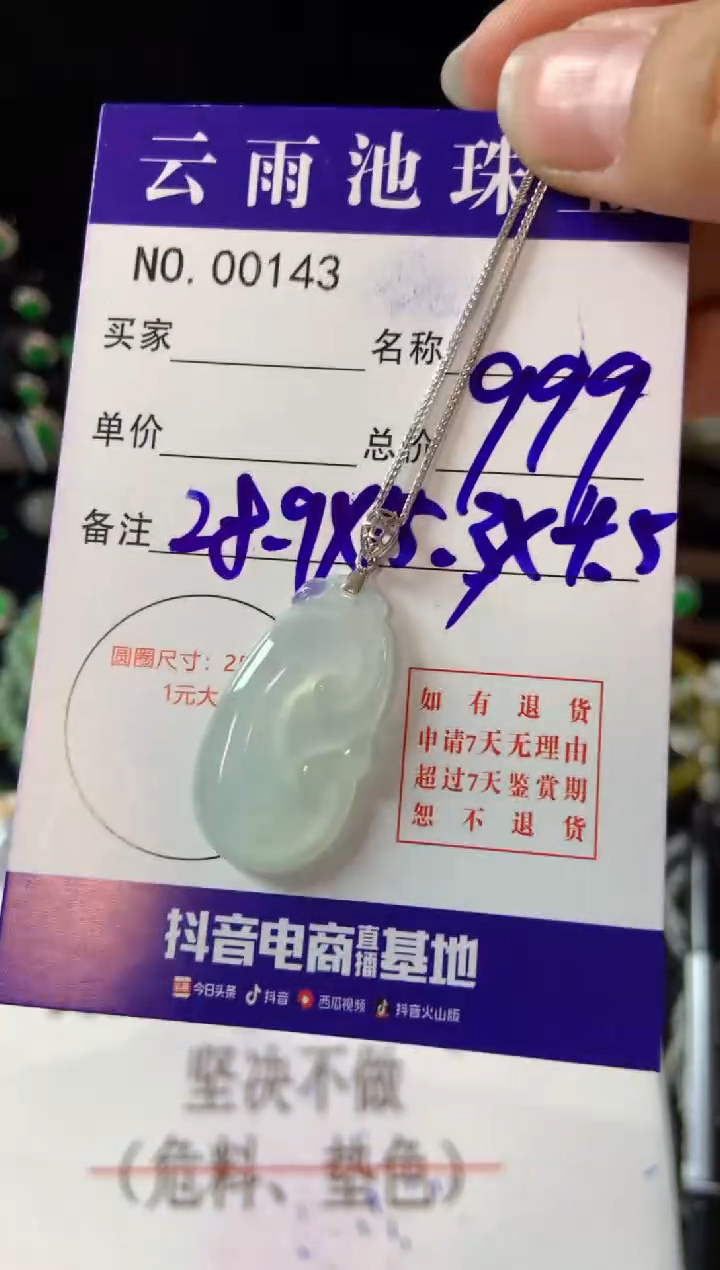 云雨池珠
NO. 00143
买家 名称
999
单价 总价
备注 28.9X15.3X4.5
圆圈尺寸：25
1元大
如有退货
申请7天无理由
超过7天鉴赏期
恕不退货
抖音电商直播基地
今日头条 抖音 西瓜视频 抖音火山版
坚决不做
（危料、垫色）